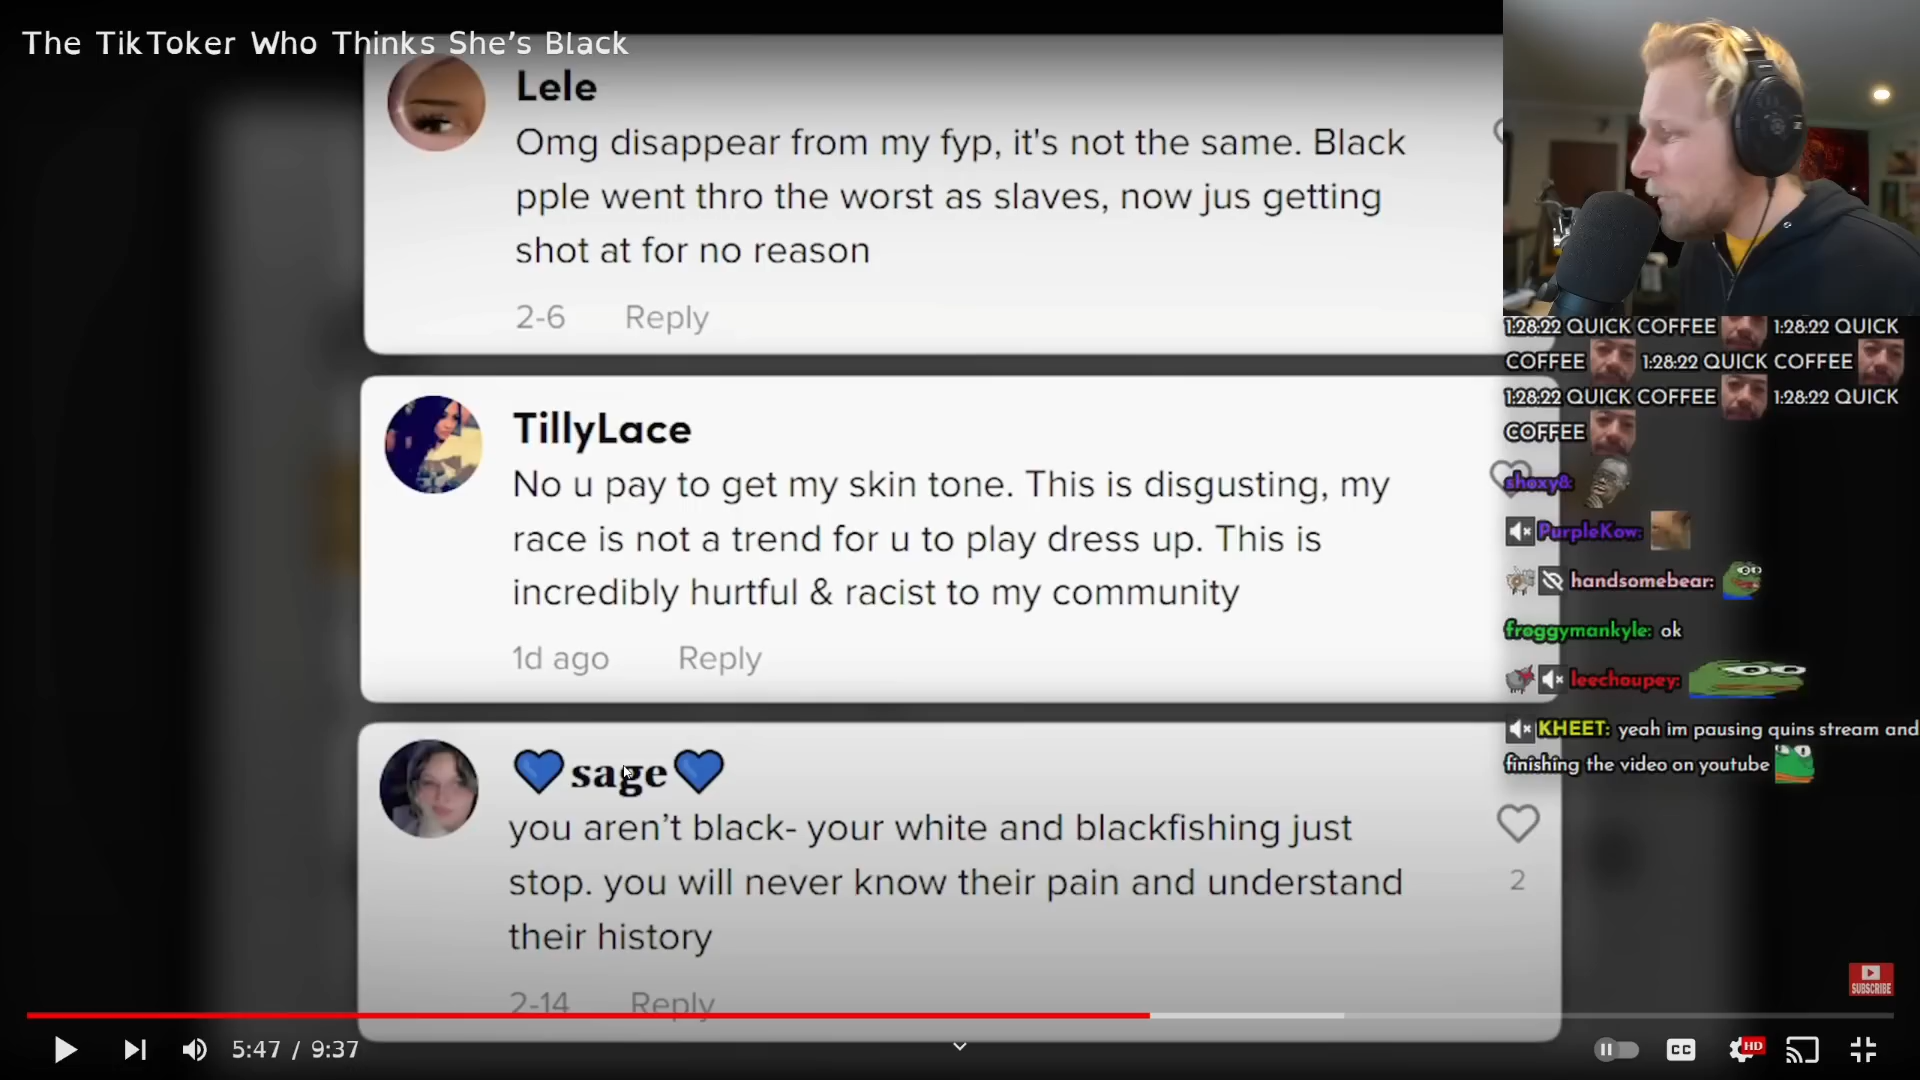 The TikToker Who Thinks She's Black
Lele
Omg disappear from my fyp, it's not the same. Black
pple went thro the worst as slaves, now jus getting
shot at for no reason
2-6 Reply
TillyLace
No u pay to get my skin tone. This is disgusting, my
race is not a trend for u to play dress up. This is
incredibly hurtful & racist to my community
1d ago Reply
💙sage💙
you aren't black- your white and blackfishing just
stop. you will never know their pain and understand
their history
2
2-14 Reply
1:28:22 QUICK COFFEE 1:28:22 QUICK
COFFEE 1:28:22 QUICK COFFEE
1:28:22 QUICK COFFEE 1:28:22 QUICK
COFFEE
shoxy8:
PurpleKow:
handsomebear:
froggymankyle: ok
leechoupey:
KHEET: yeah im pausing quins stream and
finishing the video on youtube
SUBSCRIBE
5:47 / 9:37
CC
HD